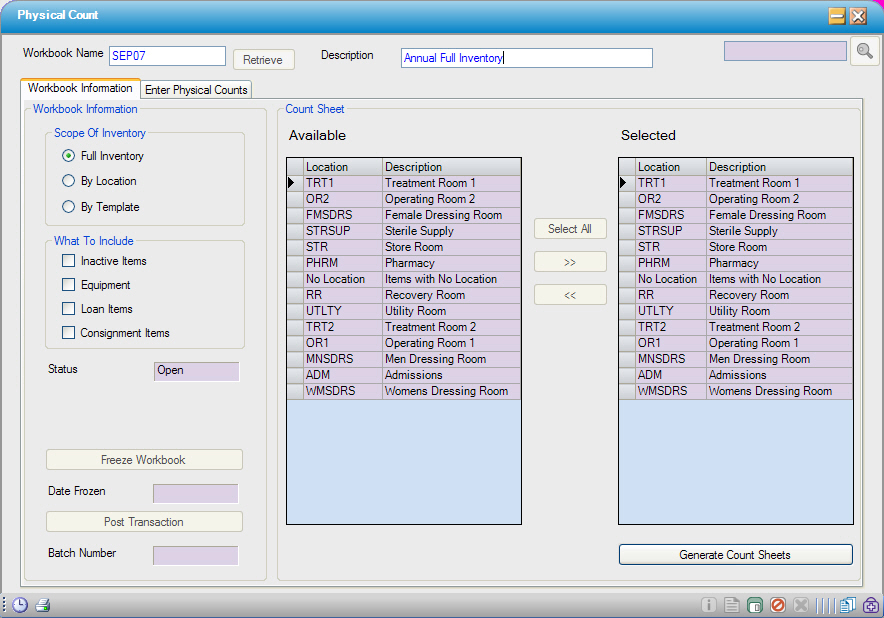 Physical Count
Workbook Name SEP07 Retrieve Description Annual Full Inventory
Workbook Information Enter Physical Counts
Workbook Information
Scope Of Inventory
Full Inventory
By Location
By Template
What To Include
Inactive Items
Equipment
Loan Items
Consignment Items
Status Open
Freeze Workbook
Date Frozen
Post Transaction
Batch Number
Count Sheet
Available
Location Description
TRT1 Treatment Room 1
OR2 Operating Room 2
FMSDRS Female Dressing Room
STRSUP Sterile Supply
STR Store Room
PHRM Pharmacy
No Location Items with No Location
RR Recovery Room
UTLTY Utility Room
TRT2 Treatment Room 2
OR1 Operating Room 1
MNSDRS Men Dressing Room
ADM Admissions
WMSDRS Womens Dressing Room
Select All
>>
<<
Selected
Location Description
TRT1 Treatment Room 1
OR2 Operating Room 2
FMSDRS Female Dressing Room
STRSUP Sterile Supply
STR Store Room
PHRM Pharmacy
No Location Items with No Location
RR Recovery Room
UTLTY Utility Room
TRT2 Treatment Room 2
OR1 Operating Room 1
MNSDRS Men Dressing Room
ADM Admissions
WMSDRS Womens Dressing Room
Generate Count Sheets